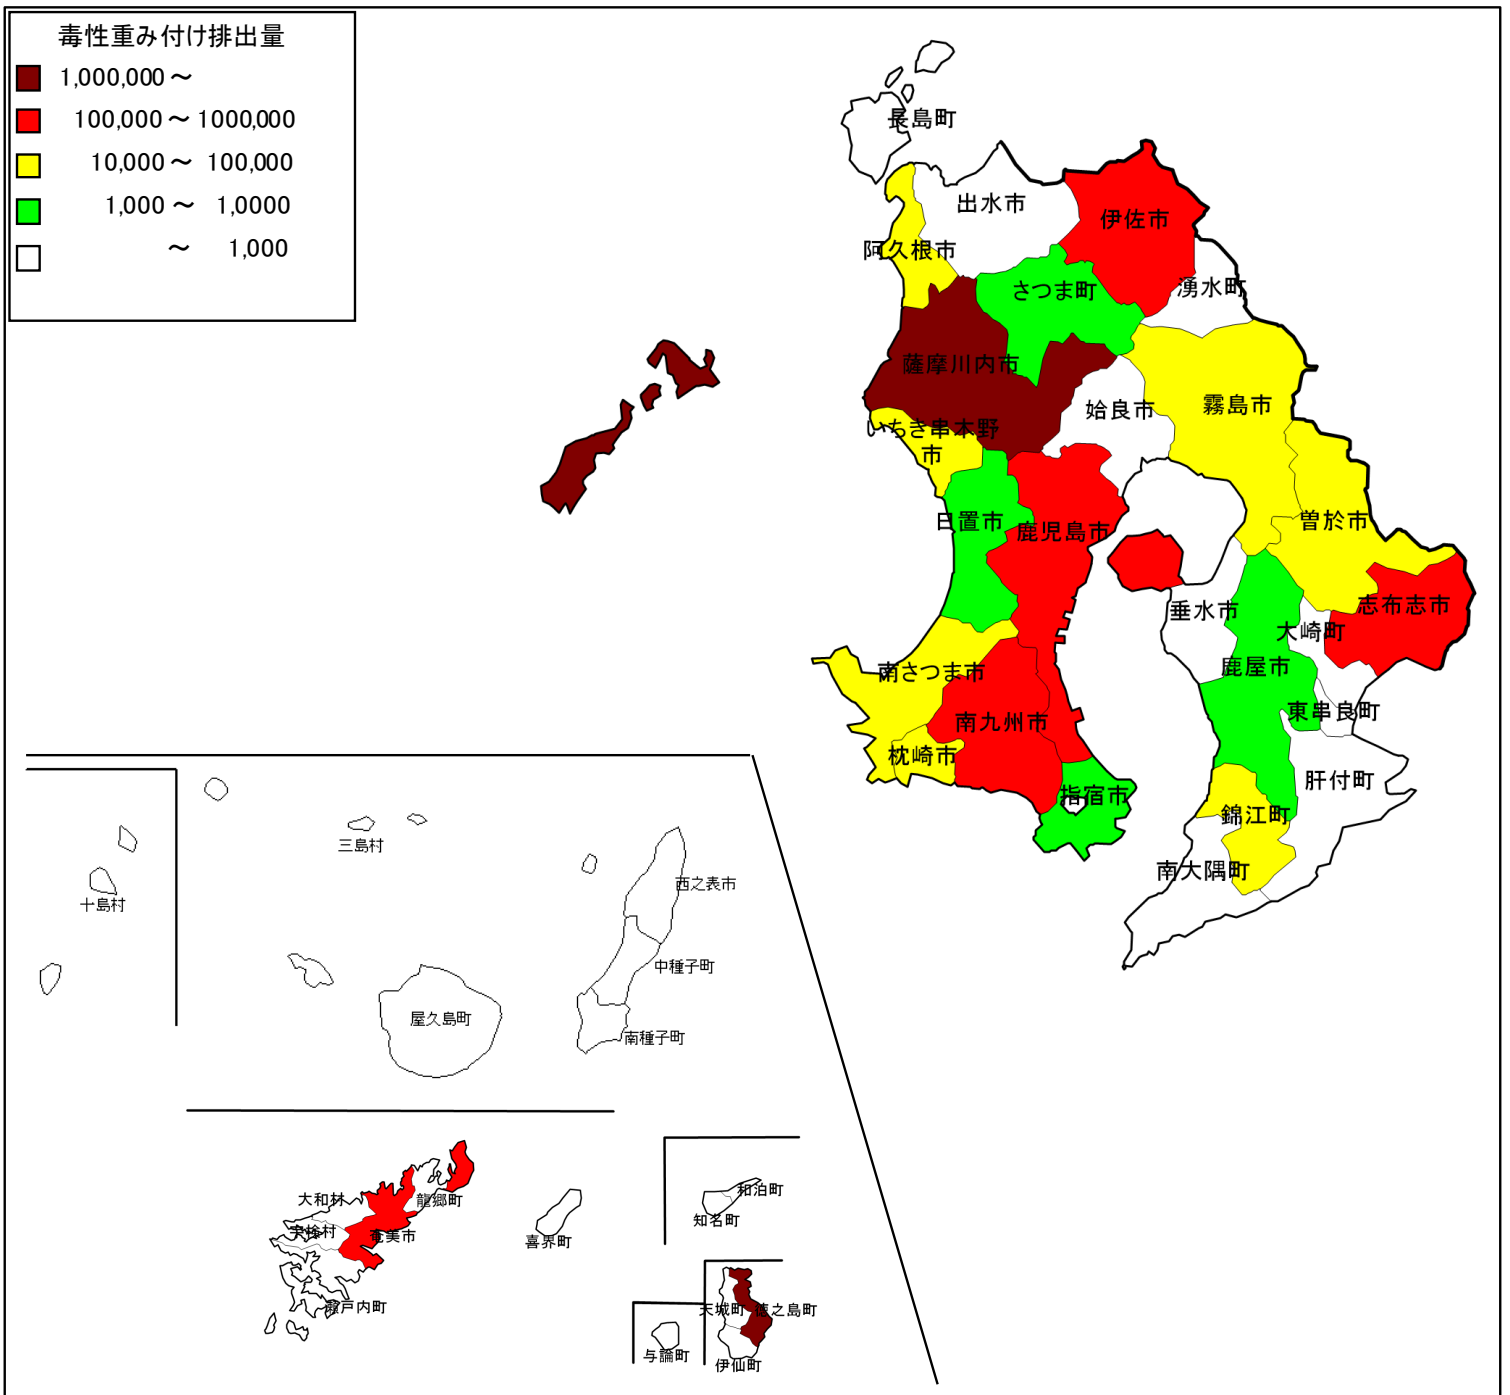 毒性重み付け排出量
1,000,000～
100,000～1000,000
10,000～ 100,000
1,000～ 1,0000
～ 1,000
長島町
出水市
伊佐市
阿久根市
さつま町
湧水町
薩摩川内市
姶良市
霧島市
いちき串木野
市
日置市
鹿児島市
曽於市
垂水市
大崎町
志布志市
鹿屋市
南さつま市
東串良町
南九州市
枕崎市
肝付町
指宿市
錦江町
南大隅町
三島村
十島村
西之表市
中種子町
屋久島町
南種子町
大和村
龍郷町
宇検村
奄美市
喜界町
瀬戸内町
和泊町
知名町
天城町
徳之島町
与論町
伊仙町